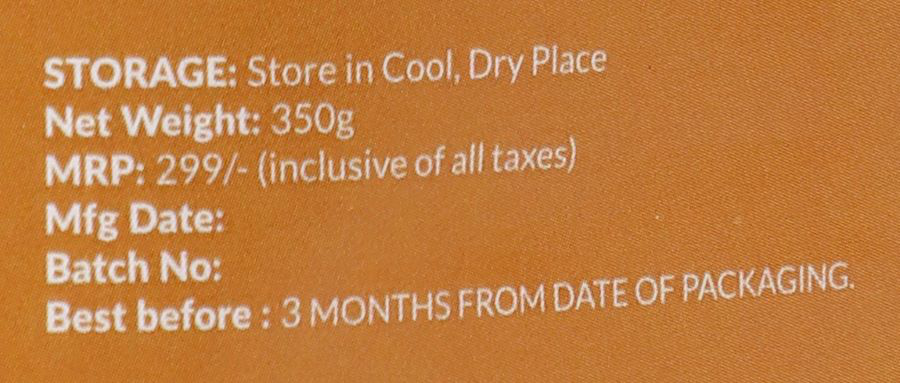 STORAGE: Store in Cool, Dry Place
Net Weight: 350g
MRP: 299/- (inclusive of all taxes)
Mfg Date:
Batch No:
Best before : 3 MONTHS FROM DATE OF PACKAGING.